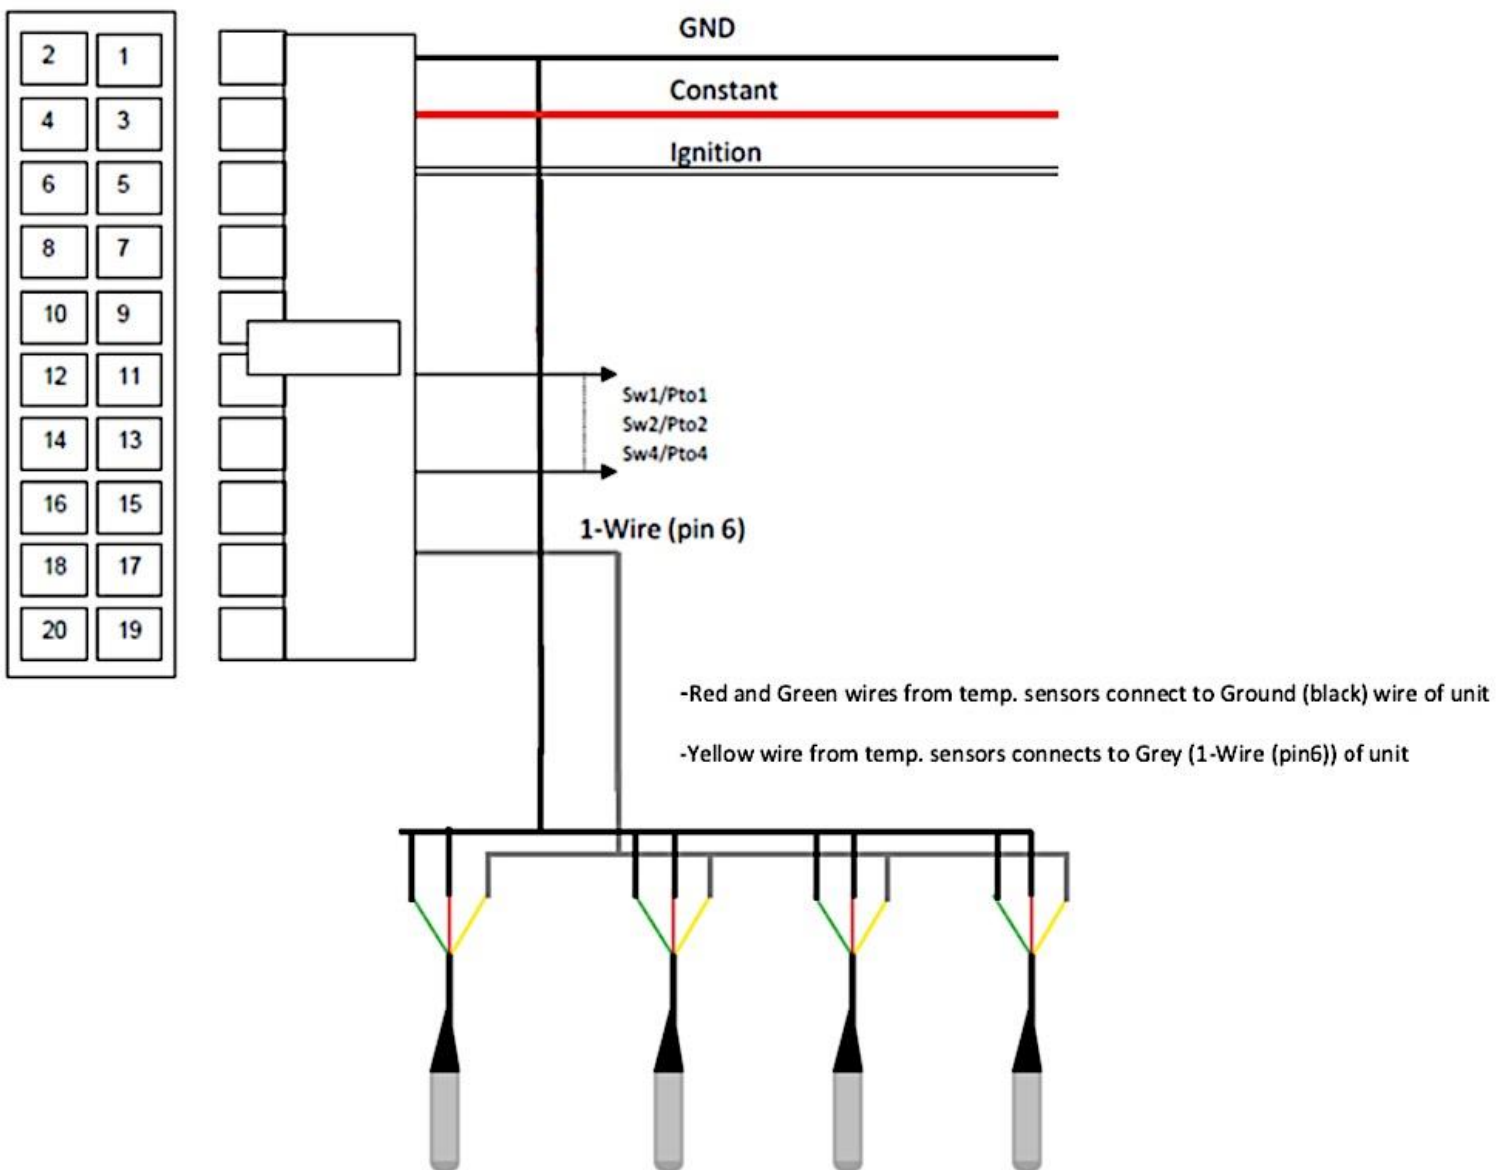 GND
2 1
Constant
4 3
Ignition
6 5
8 7
10 9
12 11
Sw1/Pto1
Sw2/Pto2
14 13
Sw4/Pto4
16 15
1-Wire (pin 6)
18 17
20 19
-Red and Green wires from temp. sensors connect to Ground (black) wire of unit
-Yellow wire from temp. sensors connects to Grey (1-Wire (pin6)) of unit